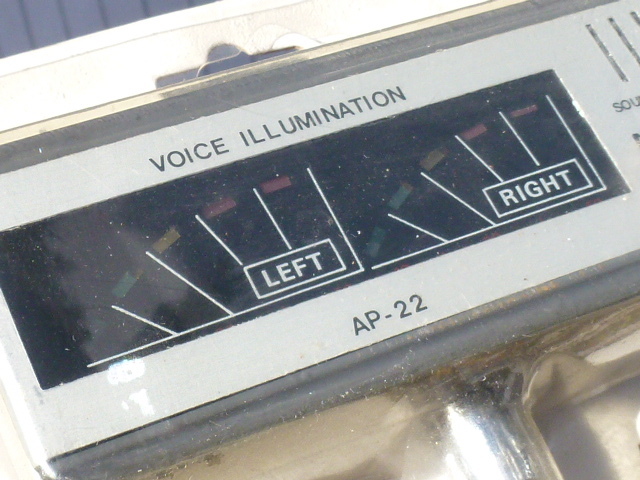 VOICE ILLUMINATION
LEFT
RIGHT
AP-22